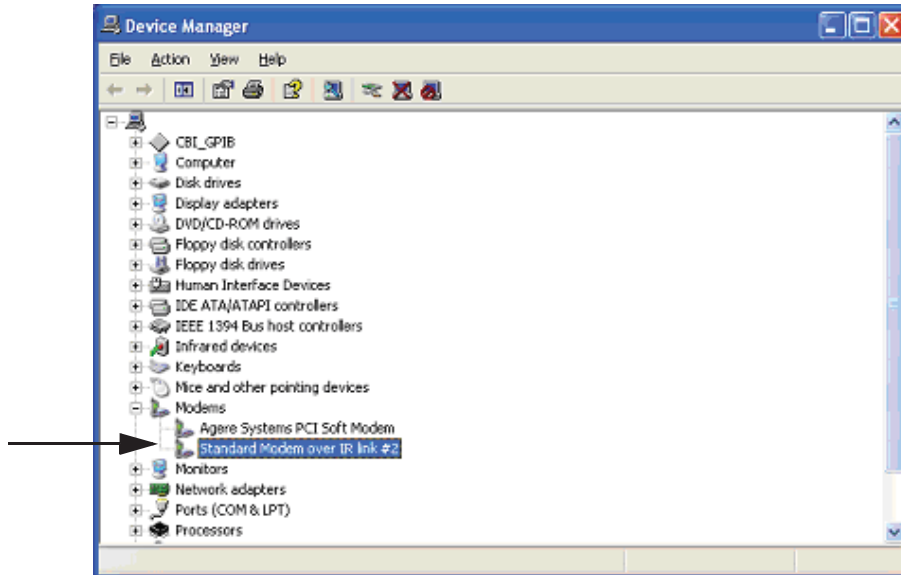 Device Manager
File Action View Help
CBI_GPIB
Computer
Disk drives
Display adapters
DVD/CD-ROM drives
Floppy disk controllers
Floppy disk drives
Human Interface Devices
IDE ATA/ATAPI controllers
IEEE 1394 Bus host controllers
Infrared devices
Keyboards
Mice and other pointing devices
Modems
Agere Systems PCI Soft Modem
Standard Modem over IR link #2
Monitors
Network adapters
Ports (COM & LPT)
Processors